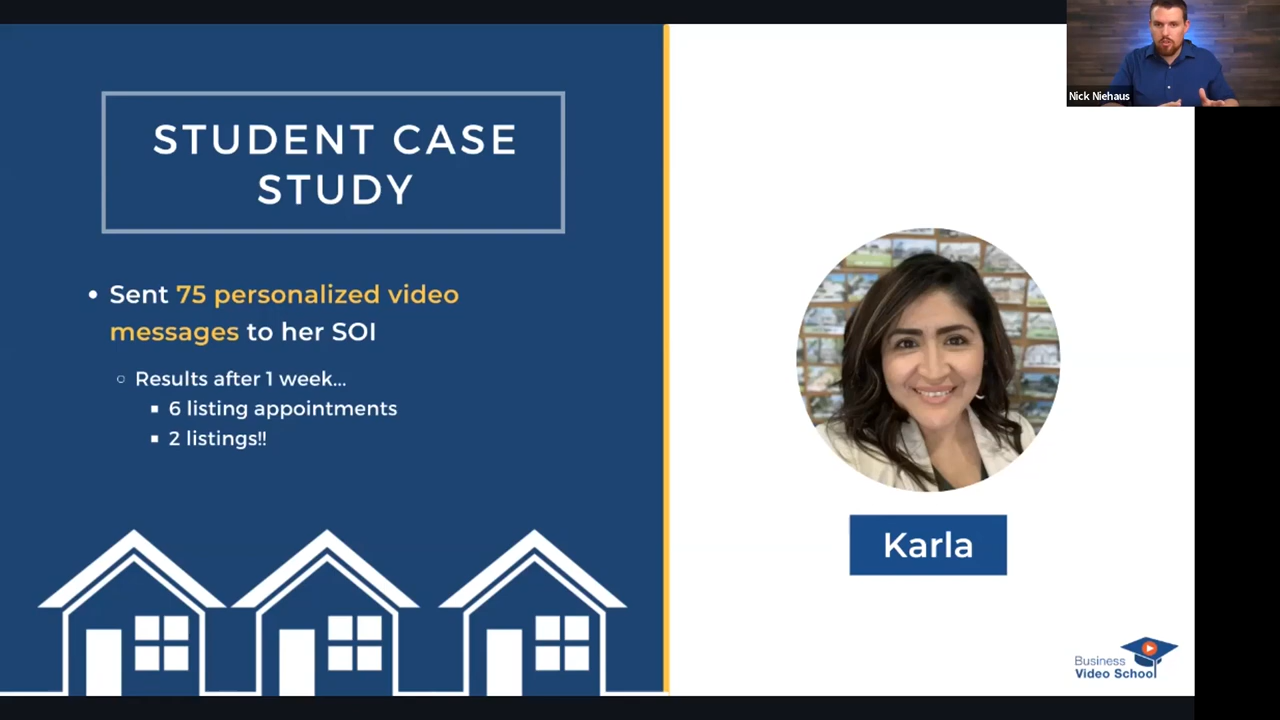 Nick Niehaus
STUDENT CASE
STUDY
• Sent 75 personalized video
messages to her SOI
○ Results after 1 week...
▪ 6 listing appointments
▪ 2 listings!!
Karla
Business
Video School